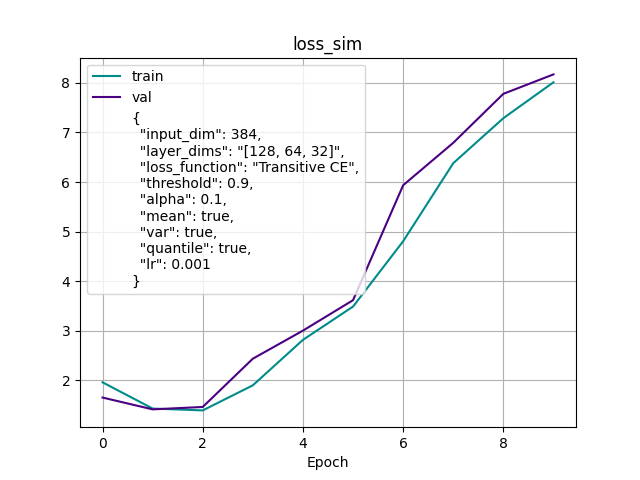 loss_sim
train
val
{
"input_dim": 384,
"layer_dims": "[128, 64, 32]",
"loss_function": "Transitive CE",
"threshold": 0.9,
"alpha": 0.1,
"mean": true,
"var": true,
"quantile": true,
"lr": 0.001
}
8
7
6
5
4
3
2
0 2 4 6 8
Epoch